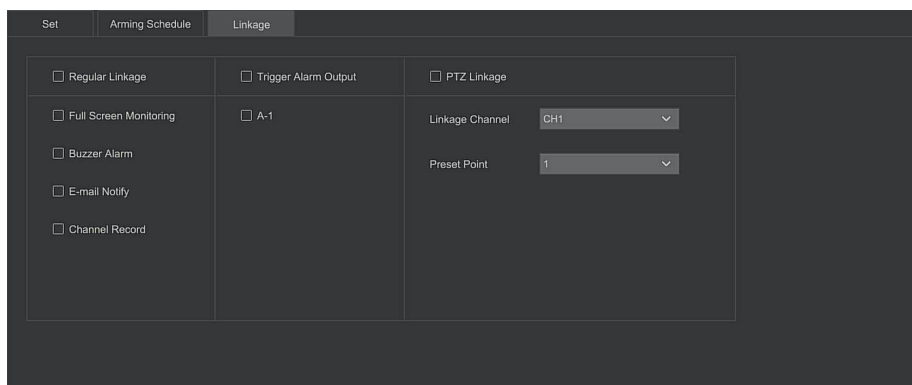 Set Arming Schedule Linkage
Regular Linkage Trigger Alarm Output PTZ Linkage
Full Screen Monitoring A-1 Linkage Channel CH1
Buzzer Alarm
Preset Point 1
E-mail Notify
Channel Record